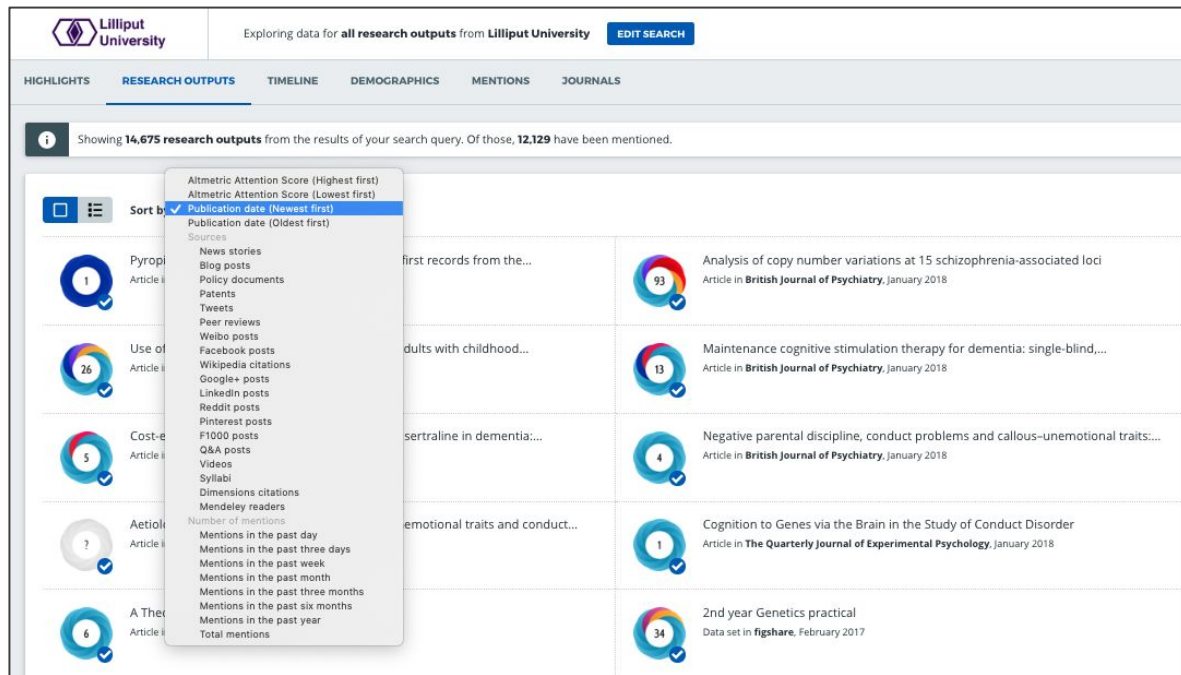 Lilliput
University
Exploring data for all research outputs from Lilliput University EDIT SEARCH
HIGHLIGHTS RESEARCH OUTPUTS TIMELINE DEMOGRAPHICS MENTIONS JOURNALS
Showing 14,675 research outputs from the results of your search query. Of those, 12,129 have been mentioned.
Sort by
Altmetric Attention Score (Highest first)
Altmetric Attention Score (Lowest first)
✓ Publication date (Newest first)
Publication date (Oldest first)
Sources
News stories
Blog posts
Policy documents
Patents
Tweets
Peer reviews
Weibo posts
Facebook posts
Wikipedia citations
Google+ posts
LinkedIn posts
Reddit posts
Pinterest posts
F1000 posts
Q&A posts
Videos
Syllabi
Dimensions citations
Mendeley readers
Number of mentions
Mentions in the past day
Mentions in the past three days
Mentions in the past week
Mentions in the past month
Mentions in the past three months
Mentions in the past six months
Mentions in the past year
Total mentions
1
Pyropi first records from the...
Article i
93
Analysis of copy number variations at 15 schizophrenia-associated loci
Article in British Journal of Psychiatry, January 2018
26
Use of dults with childhood...
Article i
13
Maintenance cognitive stimulation therapy for dementia: single-blind,...
Article in British Journal of Psychiatry, January 2018
5
Cost-e sertraline in dementia:...
Article i
4
Negative parental discipline, conduct problems and callous–unemotional traits:...
Article in British Journal of Psychiatry, January 2018
?
Aetiol emotional traits and conduct...
Article i
1
Cognition to Genes via the Brain in the Study of Conduct Disorder
Article in The Quarterly Journal of Experimental Psychology, January 2018
6
A The
Article i
34
2nd year Genetics practical
Data set in figshare, February 2017